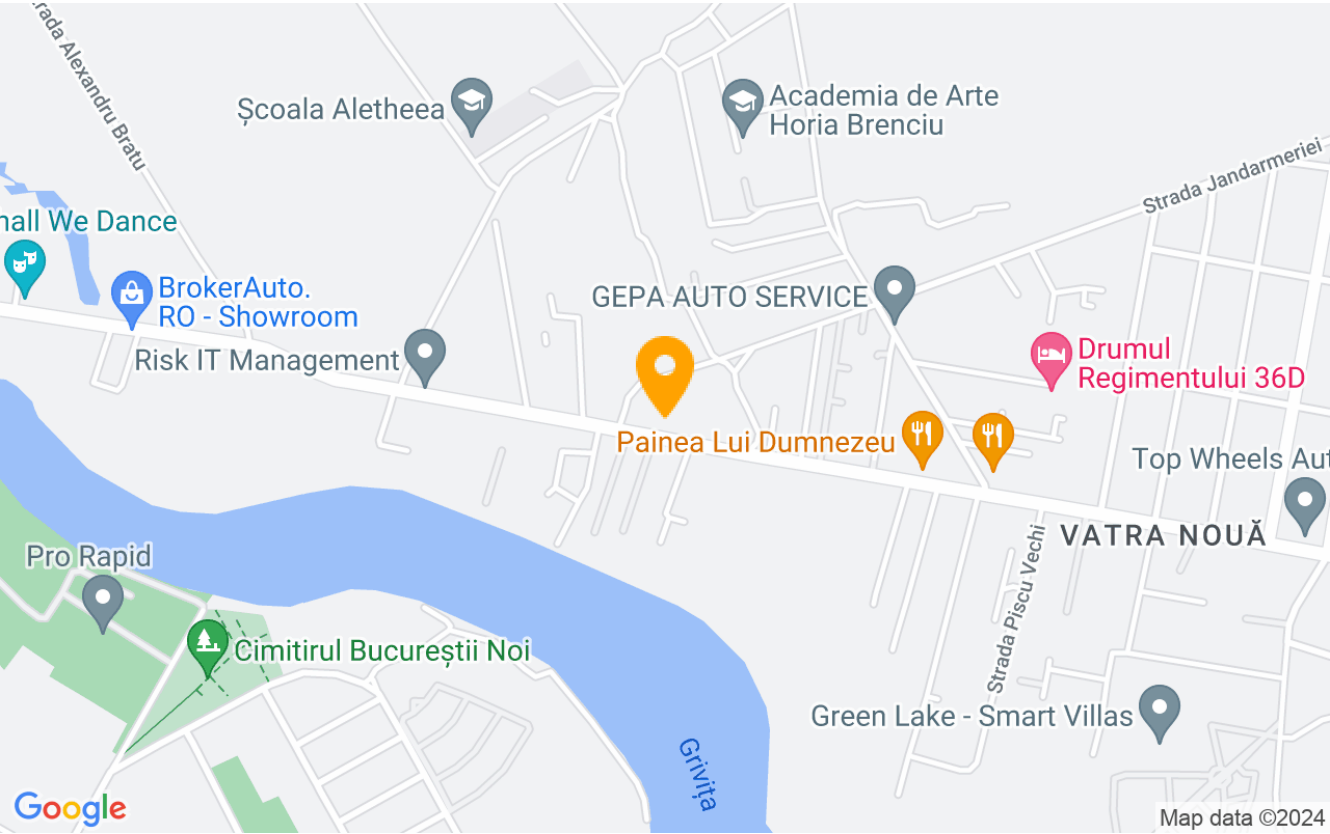 rada Alexandru Bratu
Școala Aletheea
Academia de Arte
Horia Brenciu
Strada Jandarmeriei
hall We Dance
BrokerAuto.
RO - Showroom
GEPA AUTO SERVICE
Risk IT Management
Drumul
Regimentului 36D
Painea Lui Dumnezeu
Top Wheels Aut
VATRA NOUĂ
Pro Rapid
Strada Piscu Vechi
Cimitirul Bucureștii Noi
Green Lake - Smart Villas
Grivița
Google
Map data ©2024